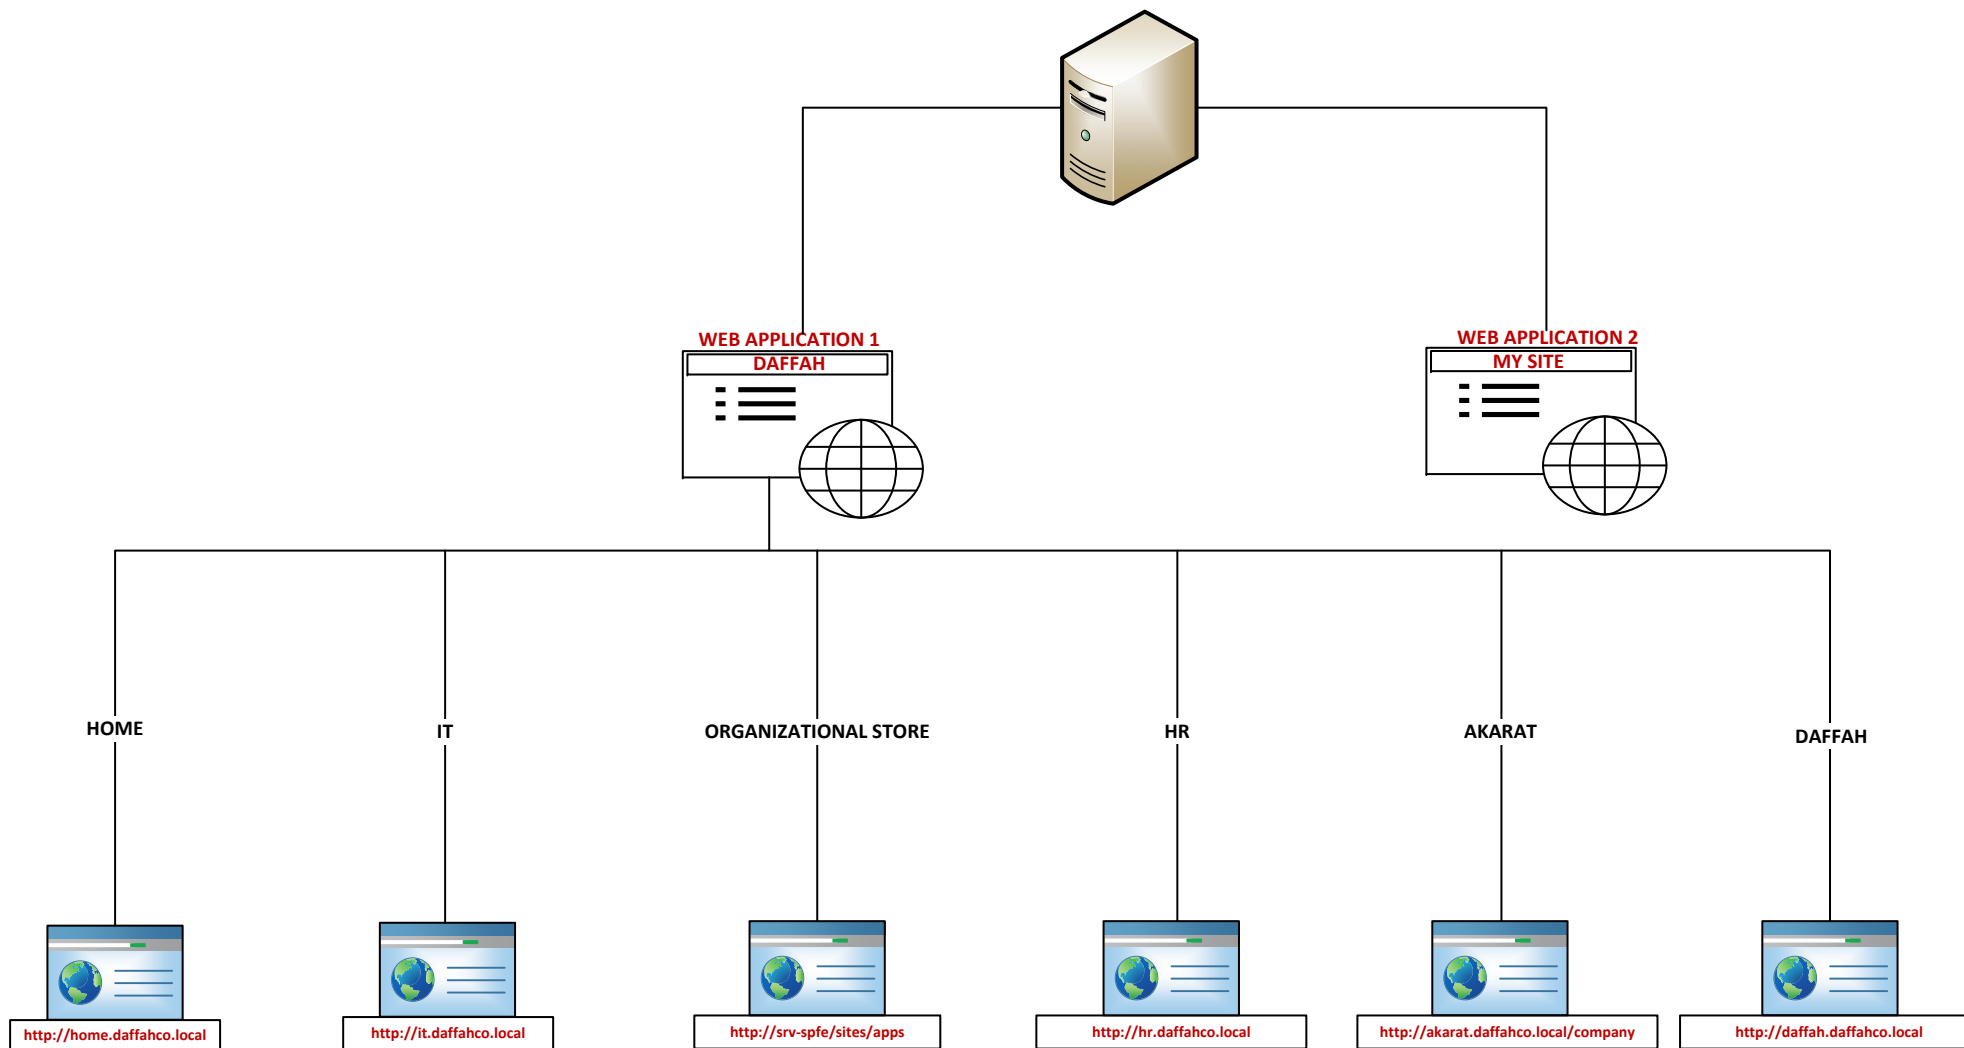 WEB APPLICATION 1
DAFFAH
WEB APPLICATION 2
MY SITE
HOME
IT
ORGANIZATIONAL STORE
HR
AKARAT
DAFFAH
http://home.daffahco.local
http://it.daffahco.local
http://srv-spfe/sites/apps
http://hr.daffahco.local
http://akarat.daffahco.local/company
http://daffah.daffahco.local